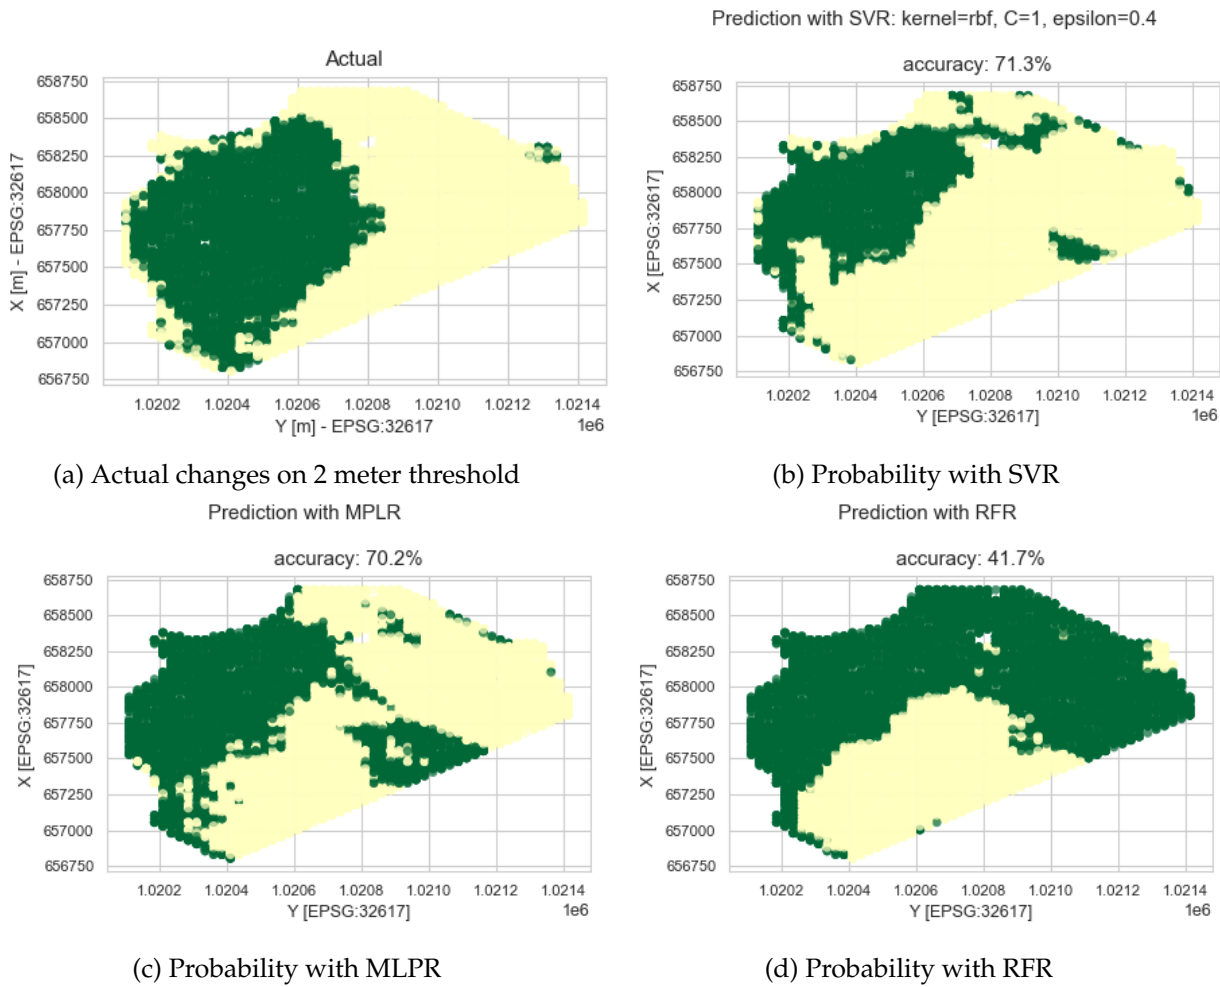 Actual
658750
658500
658250
658000
657750
657500
657250
657000
656750
X [m] - EPSG:32617
1.0202 1.0204 1.0206 1.0208 1.0210 1.0212 1.0214
1e6
Y [m] - EPSG:32617
(a) Actual changes on 2 meter threshold
Prediction with SVR: kernel=rbf, C=1, epsilon=0.4
accuracy: 71.3%
658750
658500
658250
658000
657750
657500
657250
657000
656750
X [EPSG:32617]
1.0202 1.0204 1.0206 1.0208 1.0210 1.0212 1.0214
1e6
Y [EPSG:32617]
(b) Probability with SVR
Prediction with MPLR
accuracy: 70.2%
658750
658500
658250
658000
657750
657500
657250
657000
656750
X [EPSG:32617]
1.0202 1.0204 1.0206 1.0208 1.0210 1.0212 1.0214
1e6
Y [EPSG:32617]
(c) Probability with MLPR
Prediction with RFR
accuracy: 41.7%
658750
658500
658250
658000
657750
657500
657250
657000
656750
X [EPSG:32617]
1.0202 1.0204 1.0206 1.0208 1.0210 1.0212 1.0214
1e6
Y [EPSG:32617]
(d) Probability with RFR